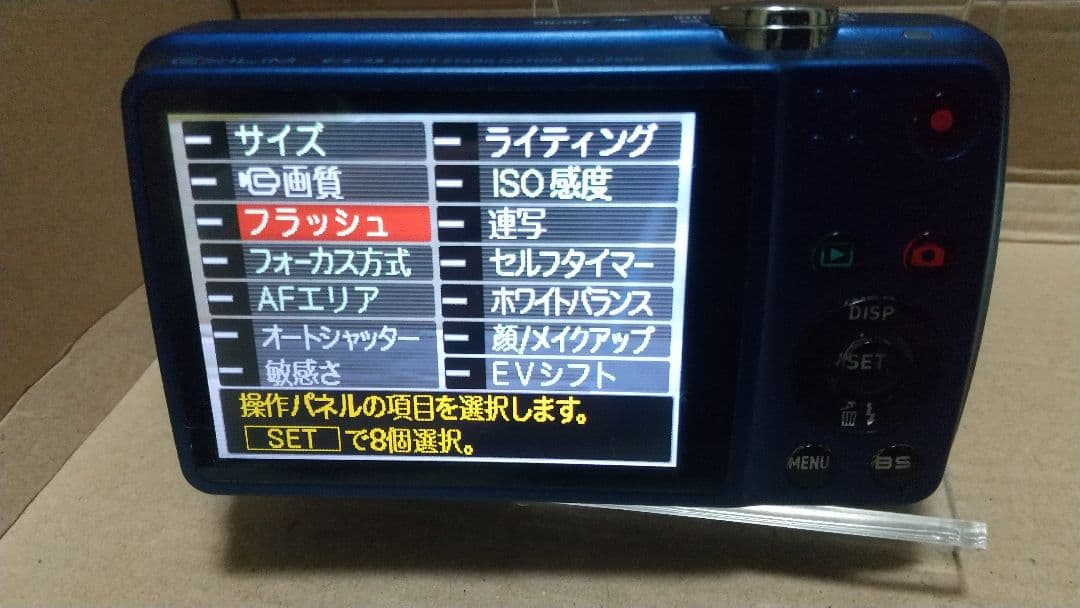 ON/OFF
EXILIM
サイズ
画質
フラッシュ
フォーカス方式
AFエリア
オートシャッター
敏感さ
ライティング
ISO感度
連写
セルフタイマー
ホワイトバランス
顔/メイクアップ
EVシフト
操作パネルの項目を選択します。
SET で8個選択。
DISP
SET
MENU
BS